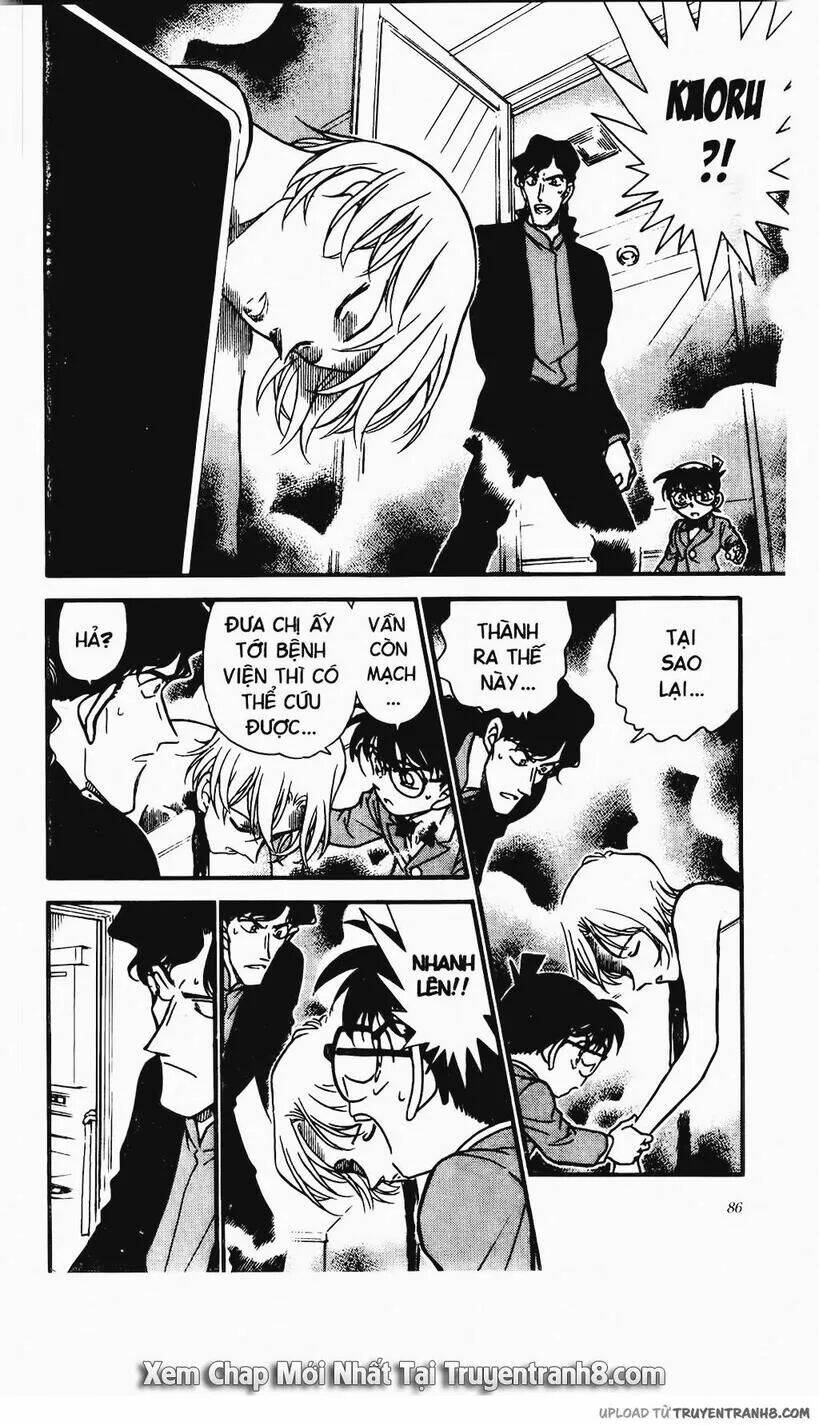 KAORU
?!
TẠI
SAO
LẠI...
THÀNH
RA THẾ
NÀY...
VẪN
CÒN
MẠCH
...
ĐƯA CHỊ ẤY
TỚI BỆNH
VIỆN THÌ CÓ
THỂ CỨU
ĐƯỢC...
HẢ?
NHANH
LÊN!!
86
Xem Chap Mới Nhất Tại Truyentranh8.com
UPLOAD TỪ TRUYENTRANH8.COM